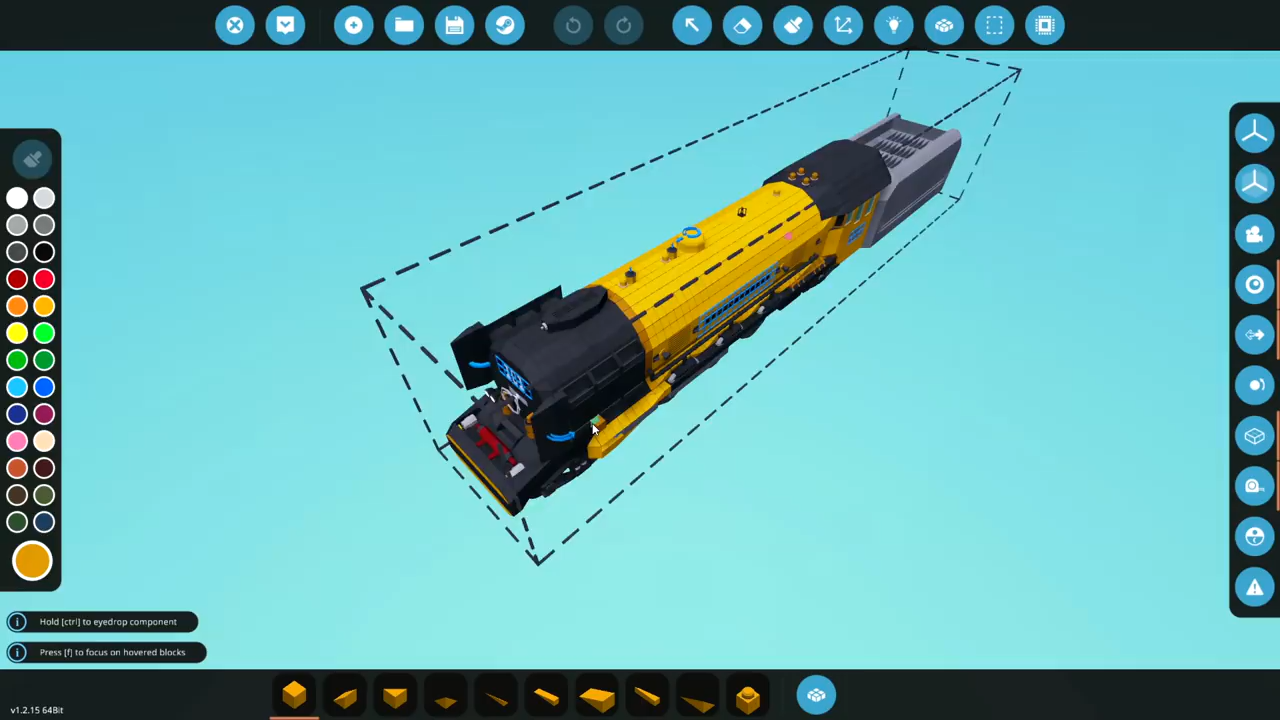 Hold [ctrl] to eyedrop component
Press [f] to focus on hovered blocks
v1.2.15 64Bit